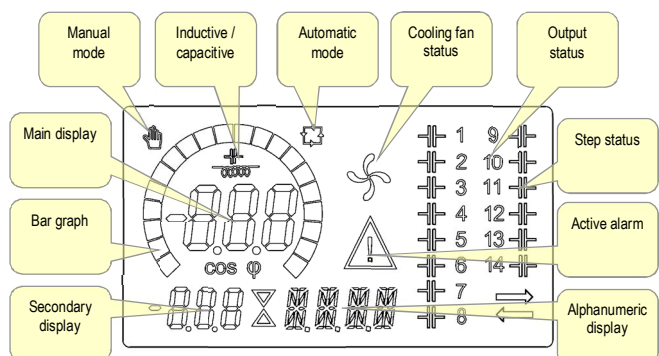 Manual
mode
Inductive /
capacitive
Automatic
mode
Cooling fan
status
Output
status
Main display
Bar graph
Secondary
display
Step status
Active alarm
Alphanumeric
display
cos φ
1 9
2 10
3 11
4 12
5 13
6 14
7
8